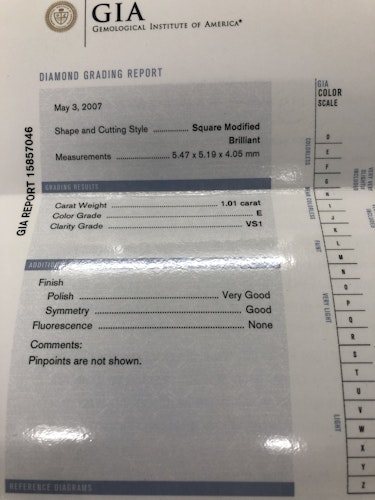 GIA
GEMOLOGICAL INSTITUTE OF AMERICA®
DIAMOND GRADING REPORT
May 3, 2007
Shape and Cutting Style ........ Square Modified
Brilliant
Measurements ........ 5.47 x 5.19 x 4.05 mm
GRADING RESULTS
Carat Weight ........ 1.01 carat
Color Grade ........ E
Clarity Grade ........ VS1
Finish
Polish ........ Very Good
Symmetry ........ Good
Fluorescence ........ None
Comments:
Pinpoints are not shown.
REFERENCE DIAGRAMS
GIA REPORT 15857046
GIA
COLOR
SCALE
D
E
F
G
H
I
J
K
L
M
N
O
P
Q
R
S
T
U
V
W
X
Y
Z
COLORLESS
NEAR COLORLESS
FAINT
VERY LIGHT
LIGHT